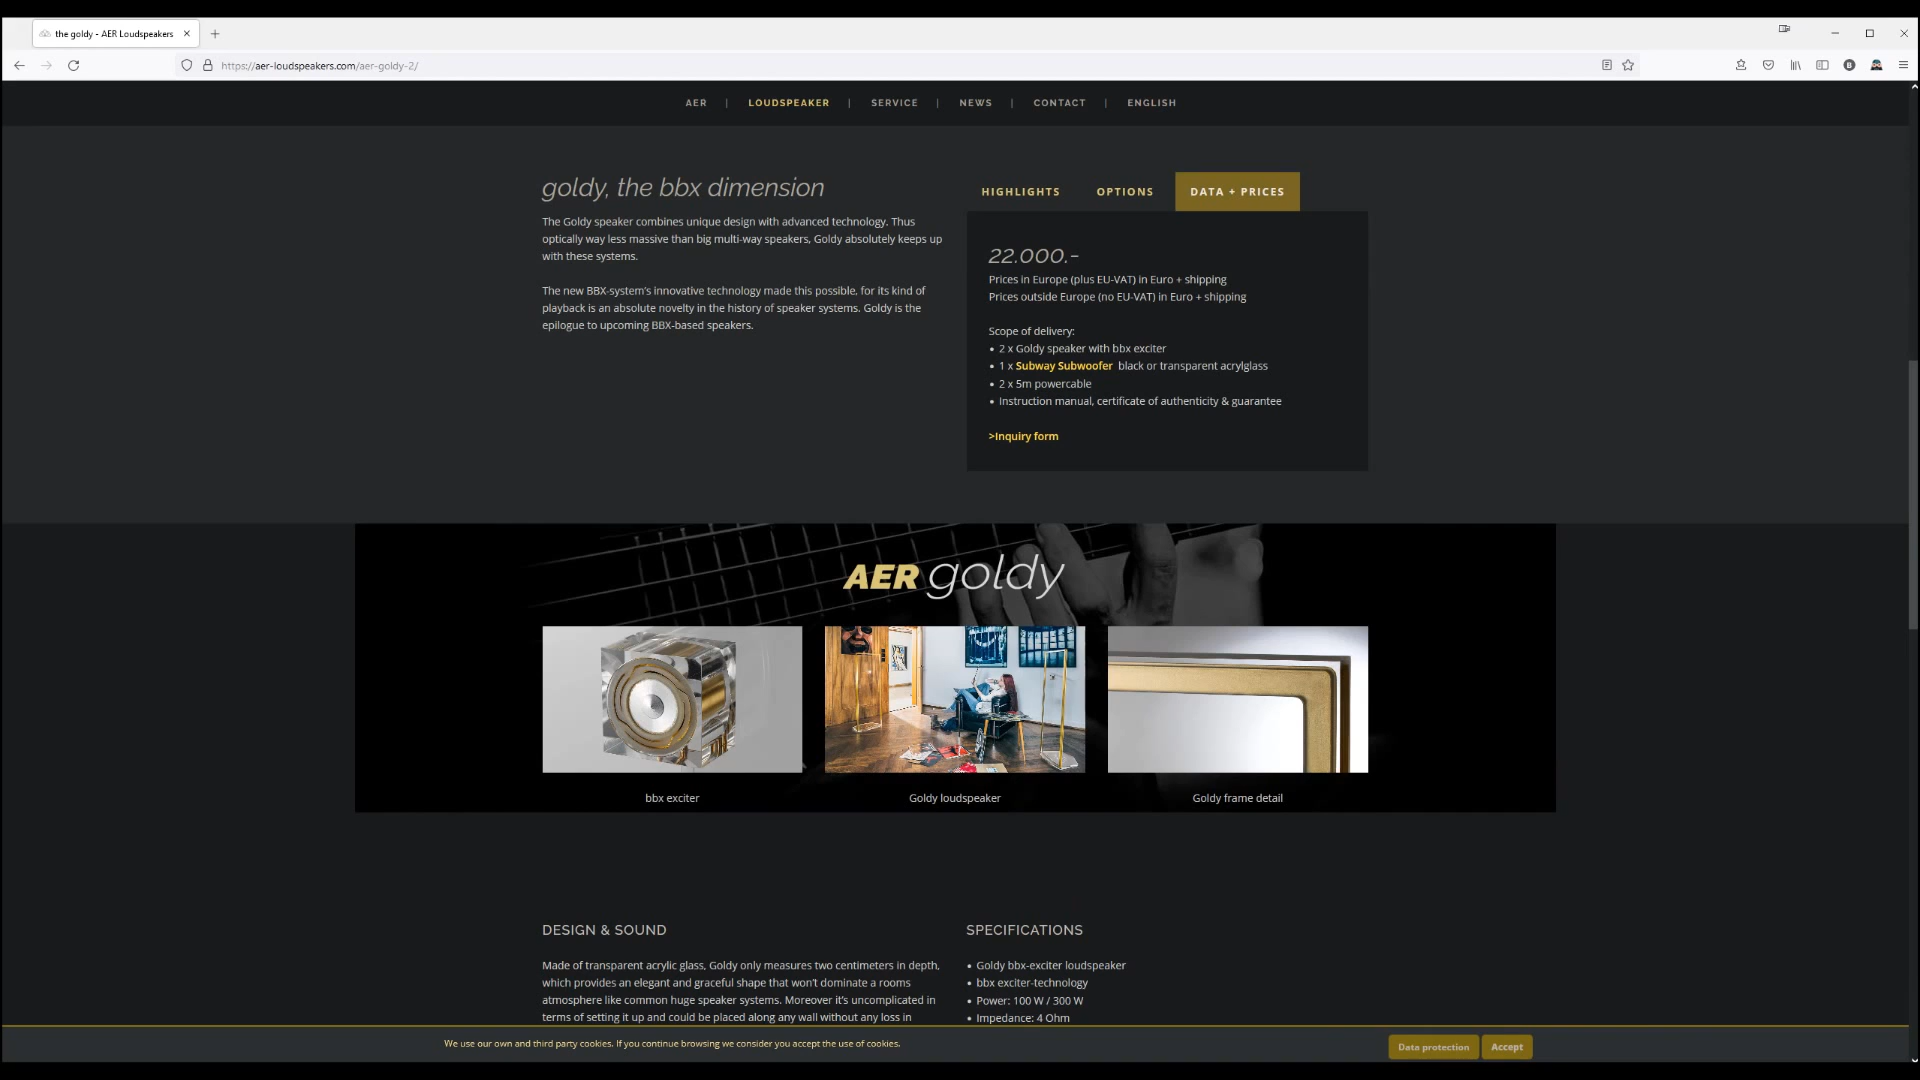 the goldy - AER Loudspeakers
https://aer-loudspeakers.com/aer-goldy-2/
AER | LOUDSPEAKER | SERVICE | NEWS | CONTACT | ENGLISH
goldy, the bbx dimension
The Goldy speaker combines unique design with advanced technology. Thus
optically way less massive than big multi-way speakers, Goldy absolutely keeps up
with these systems.
The new BBX-system's innovative technology made this possible, for its kind of
playback is an absolute novelty in the history of speaker systems. Goldy is the
epilogue to upcoming BBX-based speakers.
HIGHLIGHTS OPTIONS DATA + PRICES
22.000.-
Prices in Europe (plus EU-VAT) in Euro + shipping
Prices outside Europe (no EU-VAT) in Euro + shipping
Scope of delivery:
• 2 x Goldy speaker with bbx exciter
• 1 x Subway Subwoofer black or transparent acrylglass
• 2 x 5m powercable
• Instruction manual, certificate of authenticity & guarantee
>Inquiry form
AER goldy
bbx exciter
Goldy loudspeaker
Goldy frame detail
DESIGN & SOUND
Made of transparent acrylic glass, Goldy only measures two centimeters in depth,
which provides an elegant and graceful shape that won't dominate a rooms
atmosphere like common huge speaker systems. Moreover it's uncomplicated in
terms of setting it up and could be placed along any wall without any loss in
SPECIFICATIONS
• Goldy bbx-exciter loudspeaker
• bbx exciter-technology
• Power: 100 W / 300 W
• Impedance: 4 Ohm
We use our own and third party cookies. If you continue browsing we consider you accept the use of cookies.
Data protection
Accept